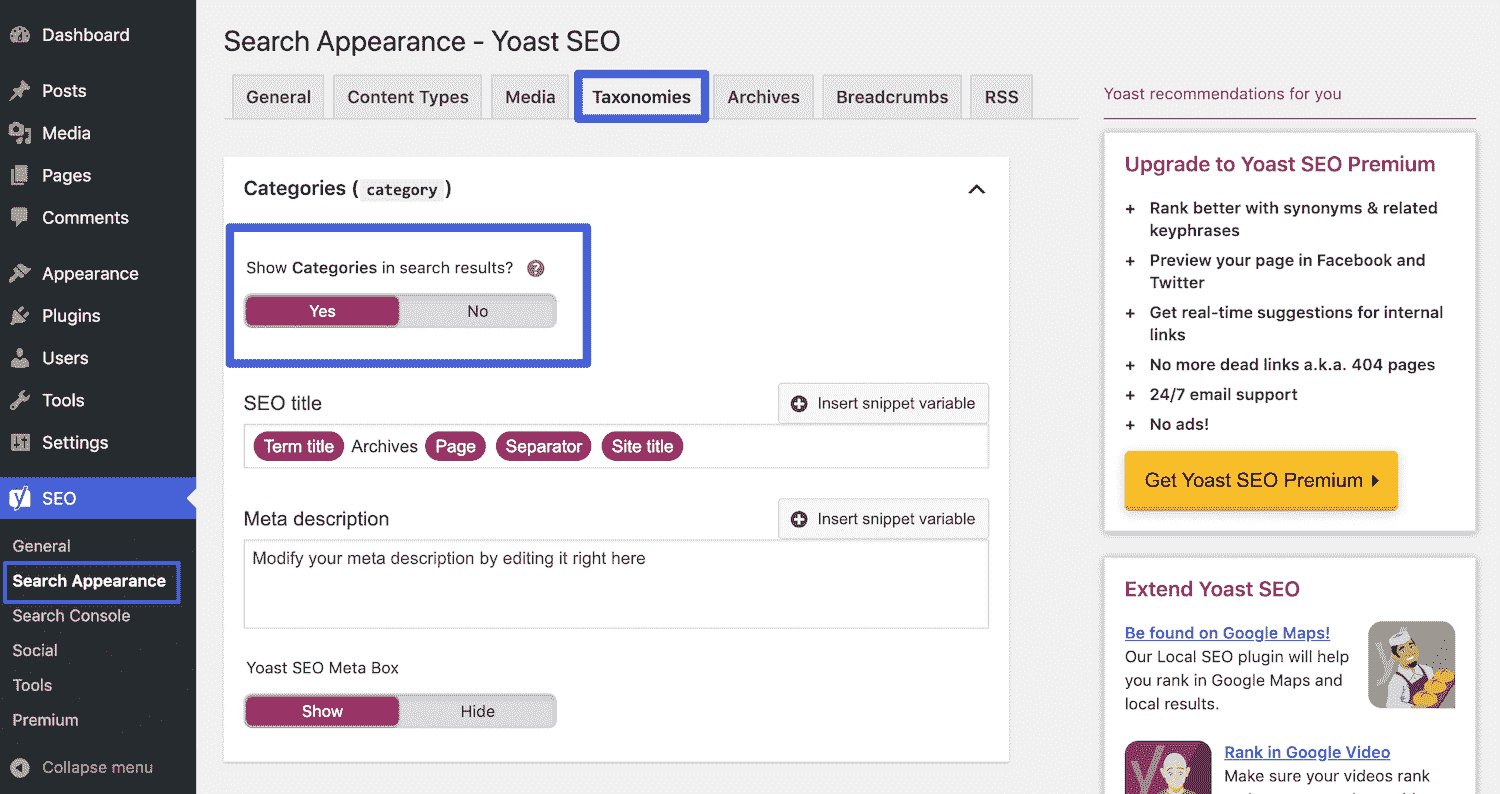 Dashboard
Posts
Media
Pages
Comments
Appearance
Plugins
Users
Tools
Settings
SEO
General
Search Appearance
Search Console
Social
Tools
Premium
Collapse menu
Search Appearance - Yoast SEO
General
Content Types
Media
Taxonomies
Archives
Breadcrumbs
RSS
Categories ( category )
Show Categories in search results? ?
Yes
No
SEO title
Insert snippet variable
Term title Archives Page Separator Site title
Meta description
Insert snippet variable
Modify your meta description by editing it right here
Yoast SEO Meta Box
Show
Hide
Yoast recommendations for you
Upgrade to Yoast SEO Premium
+ Rank better with synonyms & related
keyphrases
+ Preview your page in Facebook and
Twitter
+ Get real-time suggestions for internal
links
+ No more dead links a.k.a. 404 pages
+ 24/7 email support
+ No ads!
Get Yoast SEO Premium
Extend Yoast SEO
Be found on Google Maps!
Our Local SEO plugin will help
you rank in Google Maps and
local results.
Rank in Google Video
Make sure your videos rank